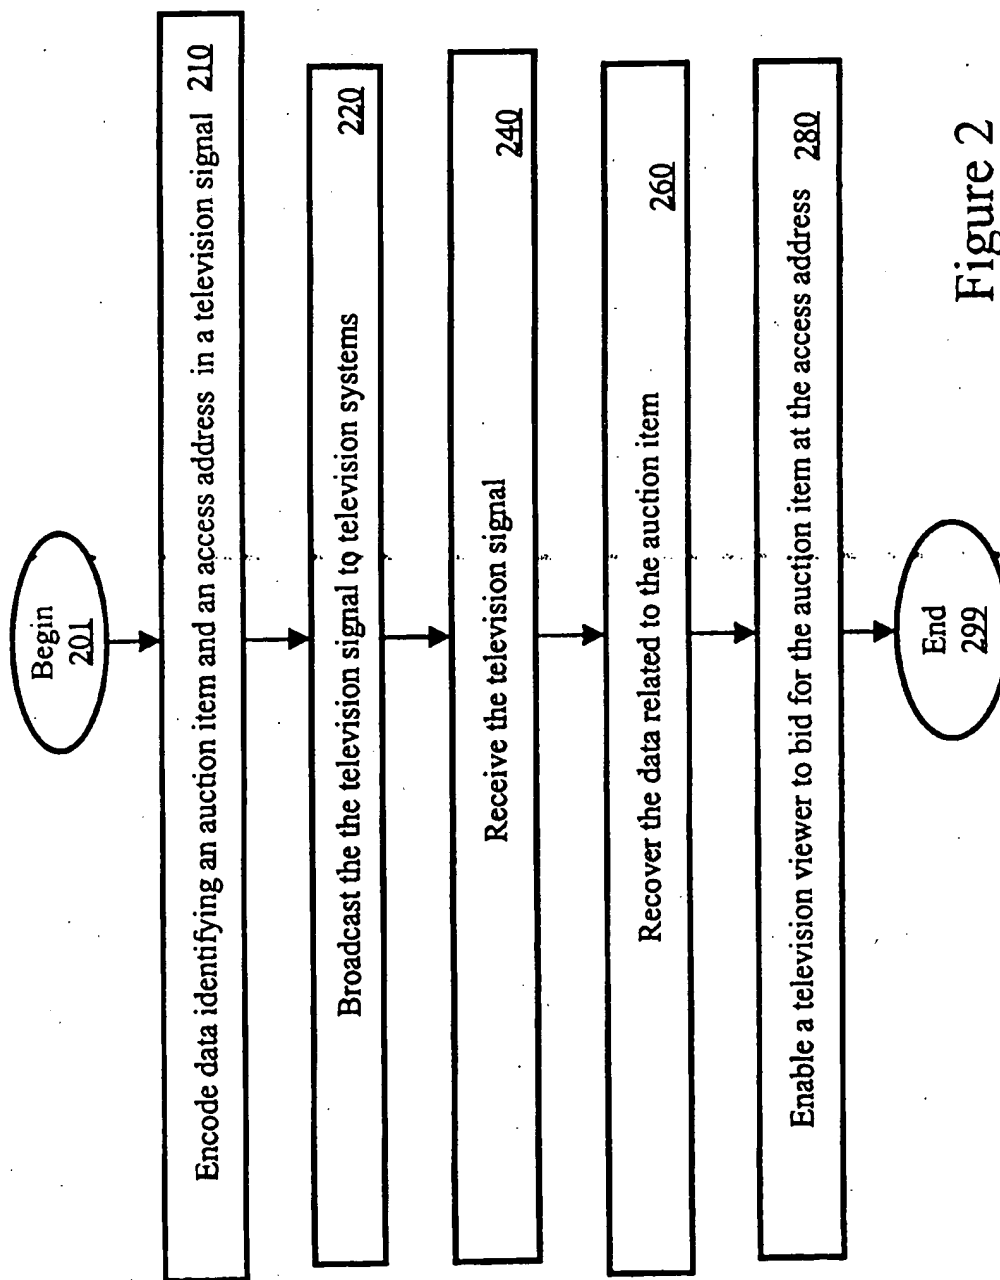 Begin
201
Encode data identifying an auction item and an access address in a television signal 210
Broadcast the the television signal to television systems 220
Receive the television signal 240
Recover the data related to the auction item 260
Enable a television viewer to bid for the auction item at the access address 280
End
299
Figure 2